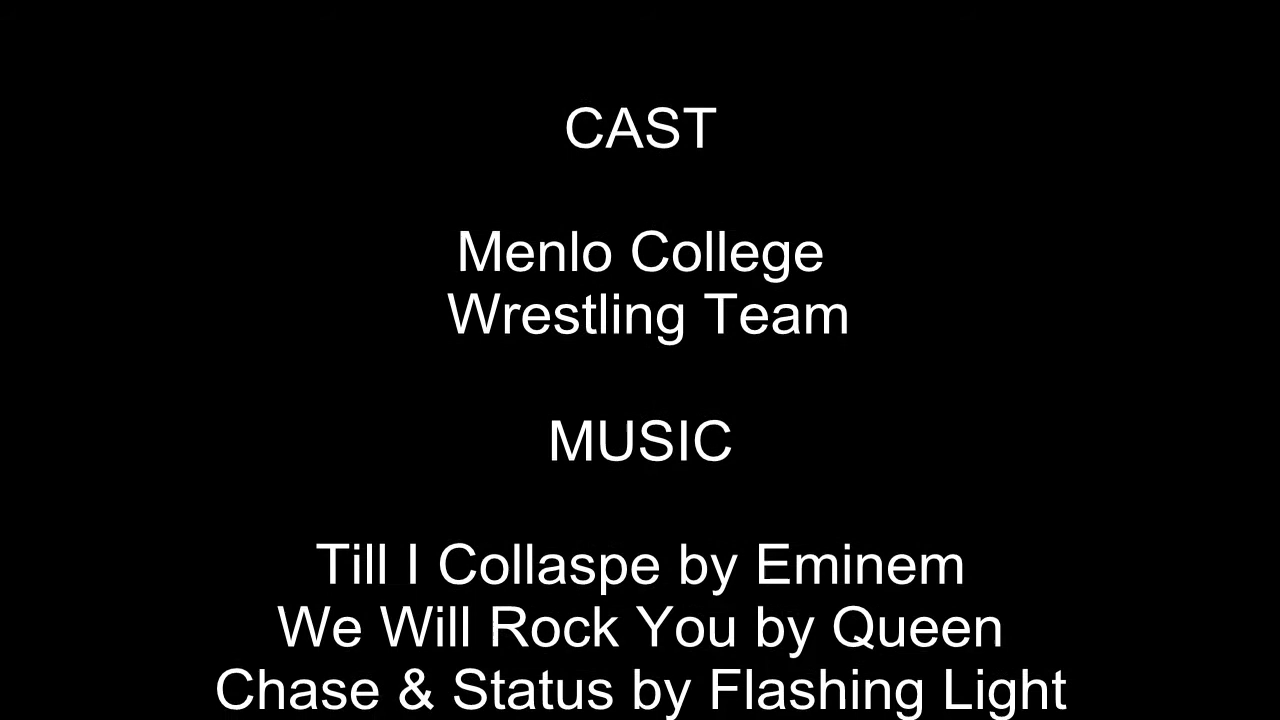 CAST
Menlo College
Wrestling Team
MUSIC
Till I Collaspe by Eminem
We Will Rock You by Queen
Chase & Status by Flashing Light